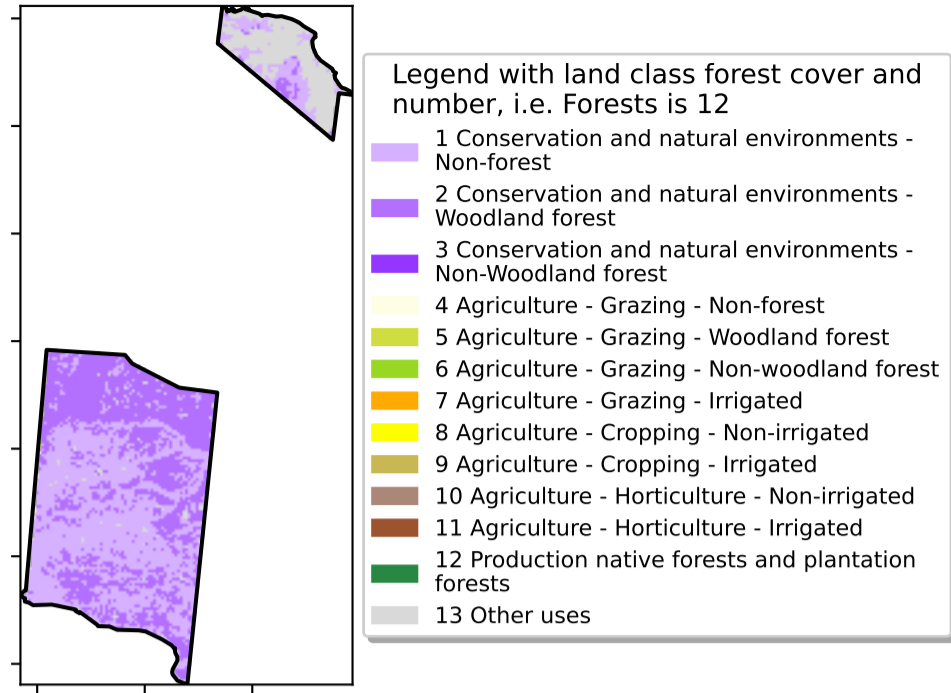 Legend with land class forest cover and
number, i.e. Forests is 12
1 Conservation and natural environments -
Non-forest
2 Conservation and natural environments -
Woodland forest
3 Conservation and natural environments -
Non-Woodland forest
4 Agriculture - Grazing - Non-forest
5 Agriculture - Grazing - Woodland forest
6 Agriculture - Grazing - Non-woodland forest
7 Agriculture - Grazing - Irrigated
8 Agriculture - Cropping - Non-irrigated
9 Agriculture - Cropping - Irrigated
10 Agriculture - Horticulture - Non-irrigated
11 Agriculture - Horticulture - Irrigated
12 Production native forests and plantation
forests
13 Other uses